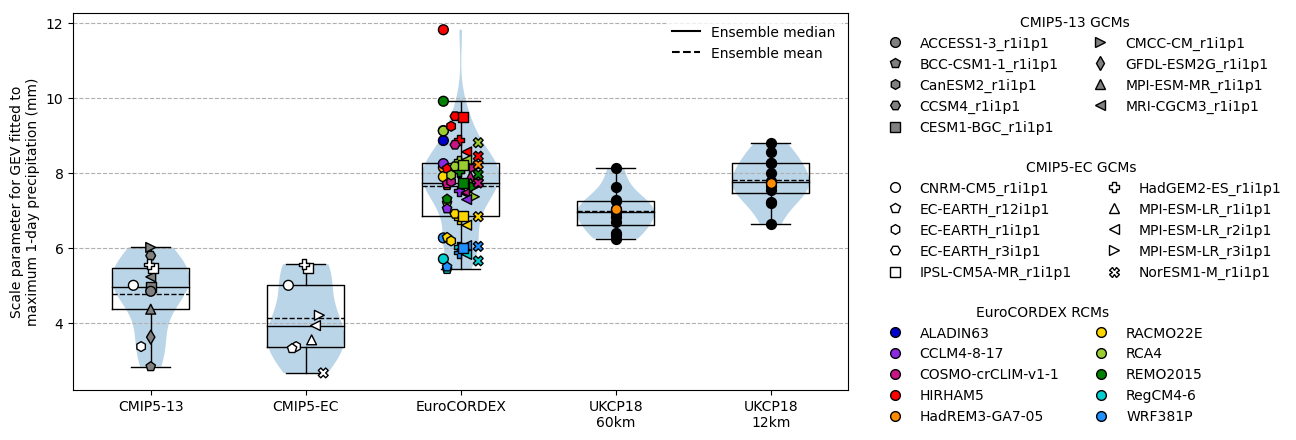 Scale parameter for GEV fitted to
maximum 1-day precipitation (mm)
12
10
8
6
4
CMIP5-13
CMIP5-EC
EuroCORDEX
UKCP18
60km
UKCP18
12km
Ensemble median
Ensemble mean
CMIP5-13 GCMs
ACCESS1-3_r1i1p1
BCC-CSM1-1_r1i1p1
CanESM2_r1i1p1
CCSM4_r1i1p1
CESM1-BGC_r1i1p1
CMCC-CM_r1i1p1
GFDL-ESM2G_r1i1p1
MPI-ESM-MR_r1i1p1
MRI-CGCM3_r1i1p1
CMIP5-EC GCMs
CNRM-CM5_r1i1p1
EC-EARTH_r12i1p1
EC-EARTH_r1i1p1
EC-EARTH_r3i1p1
IPSL-CM5A-MR_r1i1p1
HadGEM2-ES_r1i1p1
MPI-ESM-LR_r1i1p1
MPI-ESM-LR_r2i1p1
MPI-ESM-LR_r3i1p1
NorESM1-M_r1i1p1
EuroCORDEX RCMs
ALADIN63
CCLM4-8-17
COSMO-crCLIM-v1-1
HIRHAM5
HadREM3-GA7-05
RACMO22E
RCA4
REMO2015
RegCM4-6
WRF381P